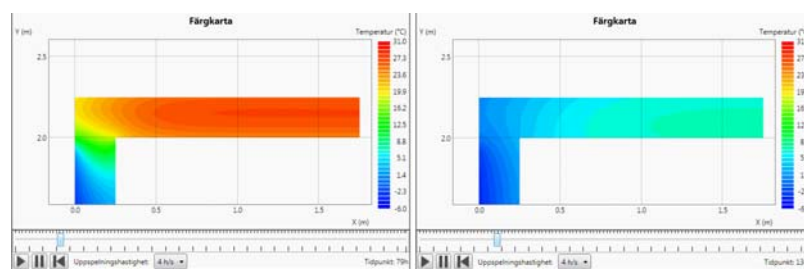 Färgkarta
Y (m)
Temperatur (°C)
2.5
2.0
0.0 0.5 1.0 1.5
X (m)
31.0
27.3
23.6
19.9
16.2
12.5
8.8
5.1
1.4
-2.3
-6.0
Uppspelningshastighet: 4 h/s
Tidpunkt: 79h
Färgkarta
Y (m)
Temperatur (°C)
2.5
2.0
0.0 0.5 1.0 1.5
X (m)
Uppspelningshastighet: 4 h/s
Tidpunkt: 13